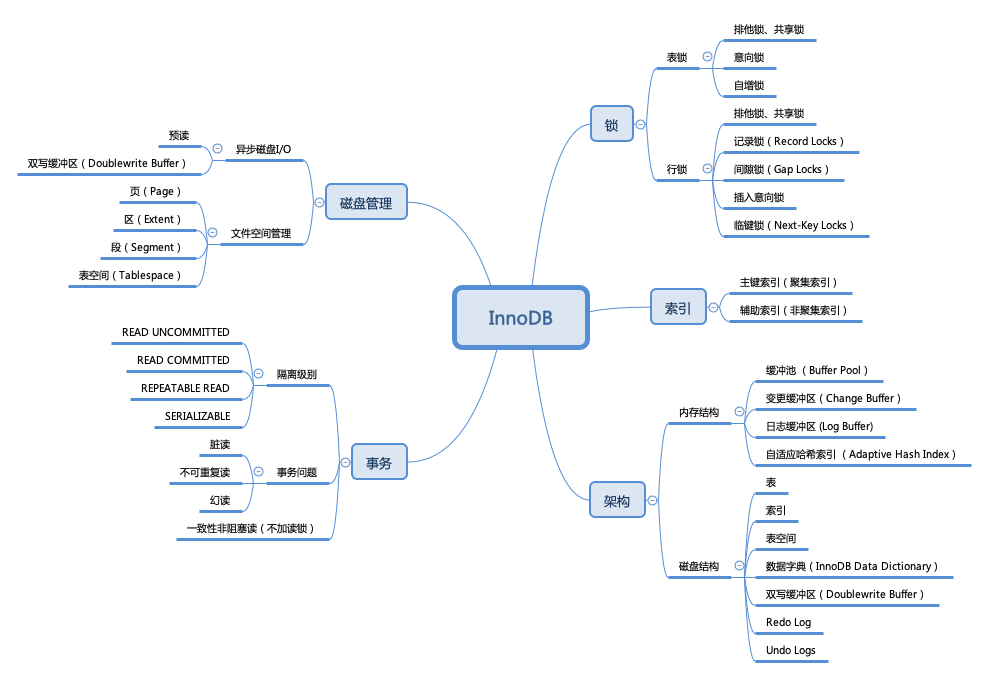 InnoDB
锁
表锁
排他锁、共享锁
意向锁
自增锁
行锁
排他锁、共享锁
记录锁 ( Record Locks )
间隙锁 ( Gap Locks )
插入意向锁
临键锁 ( Next-Key Locks )
索引
主键索引 ( 聚集索引 )
辅助索引 ( 非聚集索引 )
架构
内存结构
缓冲池 ( Buffer Pool )
变更缓冲区 ( Change Buffer )
日志缓冲区 (Log Buffer)
自适应哈希索引 ( Adaptive Hash Index )
磁盘结构
表
索引
表空间
数据字典 ( InnoDB Data Dictionary )
双写缓冲区 ( Doublewrite Buffer )
Redo Log
Undo Logs
磁盘管理
异步磁盘I/O
预读
双写缓冲区 ( Doublewrite Buffer )
文件空间管理
页 ( Page )
区 ( Extent )
段 ( Segment )
表空间 ( Tablespace )
事务
隔离级别
READ UNCOMMITTED
READ COMMITTED
REPEATABLE READ
SERIALIZABLE
事务问题
脏读
不可重复读
幻读
一致性非阻塞读 ( 不加读锁 )